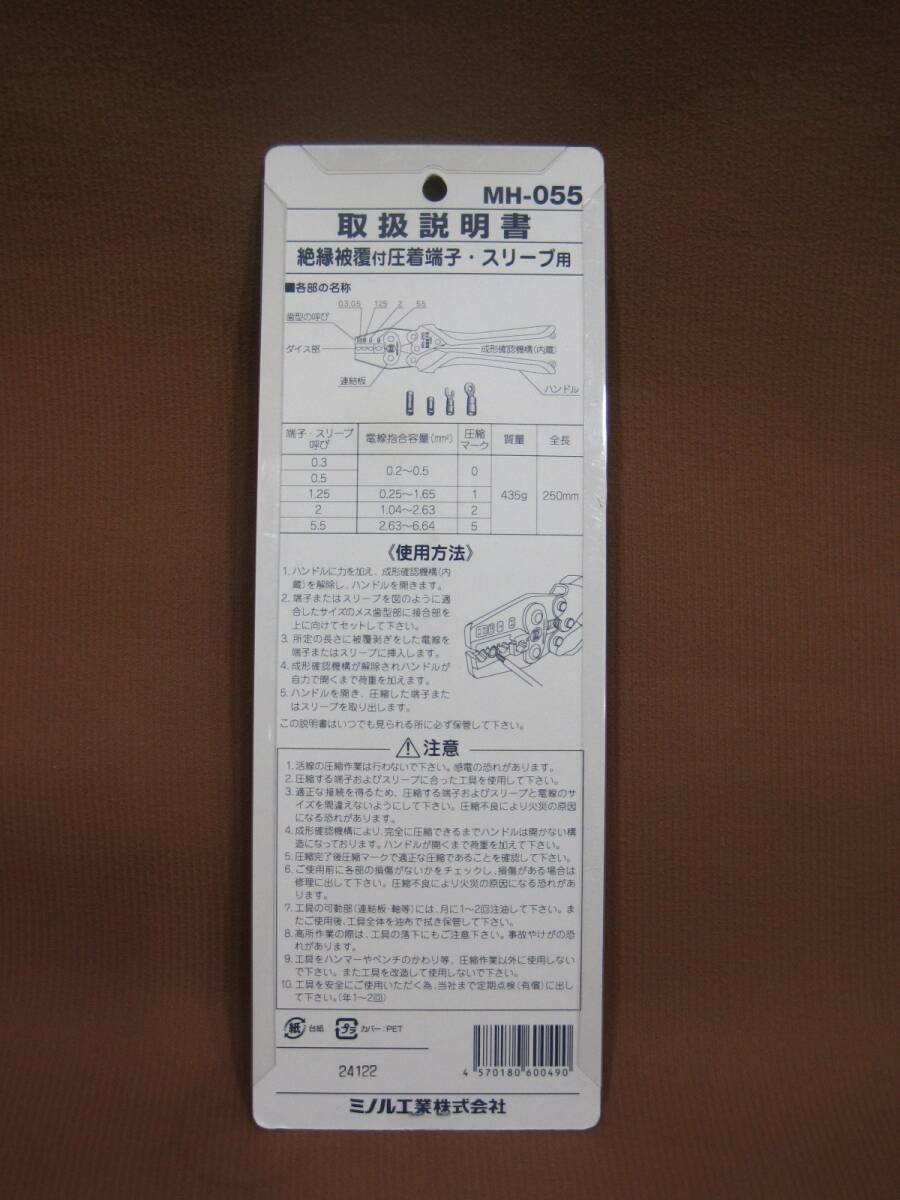 MH-055
取扱説明書
絶縁被覆付圧着端子・スリーブ用
■各部の名称
0.3,0.5 1.25 2 5.5
歯型の呼び
ダイス部
成形確認機構(内蔵)
連結板
ハンドル
端子・スリーブ呼び 電線抱合容量(mm²) 圧縮マーク 質量 全長
0.3
0.5 0.2〜0.5 0
1.25 0.25〜1.65 1 435g 250mm
2 1.04〜2.63 2
5.5 2.63〜6.64 5
《使用方法》
1. ハンドルに力を加え、成形確認機構(内
蔵)を解除し、ハンドルを開きます。
2. 端子またはスリーブを図のように適
合したサイズのメス歯型部に接合部を
上に向けてセットして下さい。
3. 所定の長さに被覆剥ぎをした電線を
端子またはスリーブに挿入します。
4. 成形確認機構が解除されハンドルが
自力で開くまで荷重を加えます。
5. ハンドルを開き、圧縮した端子また
はスリーブを取り出します。
この説明書はいつでも見られる所に必ず保管して下さい。
注意
1. 活線の圧縮作業は行わないで下さい。感電の恐れがあります。
2. 圧縮する端子およびスリーブに合った工具を使用して下さい。
3. 適正な接続を得るため、圧縮する端子およびスリーブと電線のサ
イズを間違えないようにして下さい。圧縮不良により火災の原因
になる恐れがあります。
4. 成形確認機構により、完全に圧縮できるまでハンドルは開かない構
造になっております。ハンドルが開くまで荷重を加えて下さい。
5. 圧縮完了後圧縮マークで適正な圧縮であることを確認して下さい。
6. ご使用前に各部の損傷がないかをチェックし、損傷がある場合は
修理に出して下さい。圧縮不良により火災の原因になる恐れがあ
ります。
7. 工具の可動部(連結板・軸等)には、月に1〜2回注油して下さい。ま
たご使用後、工具全体を油布で拭き保管して下さい。
8. 高所作業の際は、工具の落下にもご注意下さい。事故やけがの恐
れがあります。
9. 工具をハンマーやペンチのかわり等、圧縮作業以外に使用しない
で下さい。また工具を改造して使用しないで下さい。
10. 工具を安全にご使用いただく為、当社まで定期点検(有償)に出し
て下さい。(年1〜2回)
紙 台紙 プラ カバー:PET
4 570180 600490
24122
ミノル工業株式会社